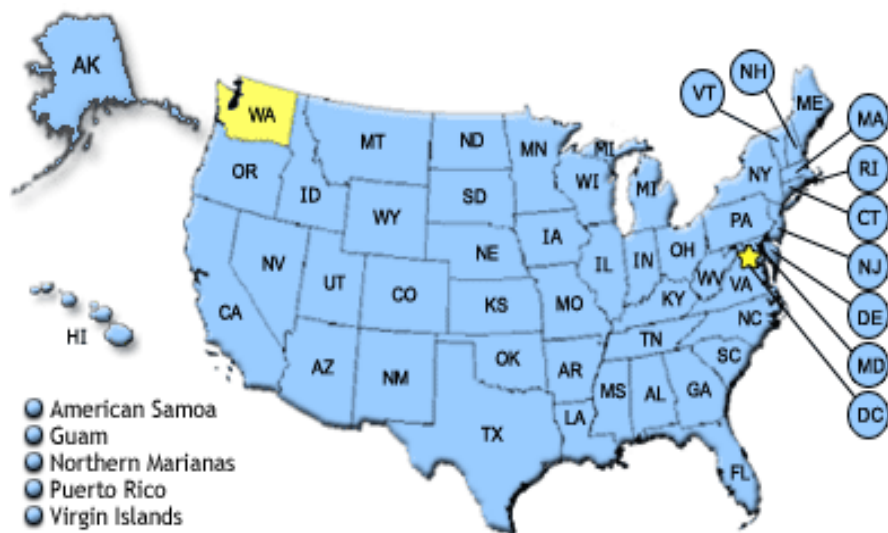 AK
WA
MT
ND
MN
MI
VT
NH
ME
MA
OR
ID
SD
WI
MI
NY
RI
WY
CT
PA
NE
IA
OH
NJ
NV
UT
CO
IL
IN
WV
VA
DE
CA
KS
MO
KY
NC
HI
TN
MD
AZ
NM
OK
AR
SC
MS
AL
GA
DC
TX
LA
FL
American Samoa
Guam
Northern Marianas
Puerto Rico
Virgin Islands